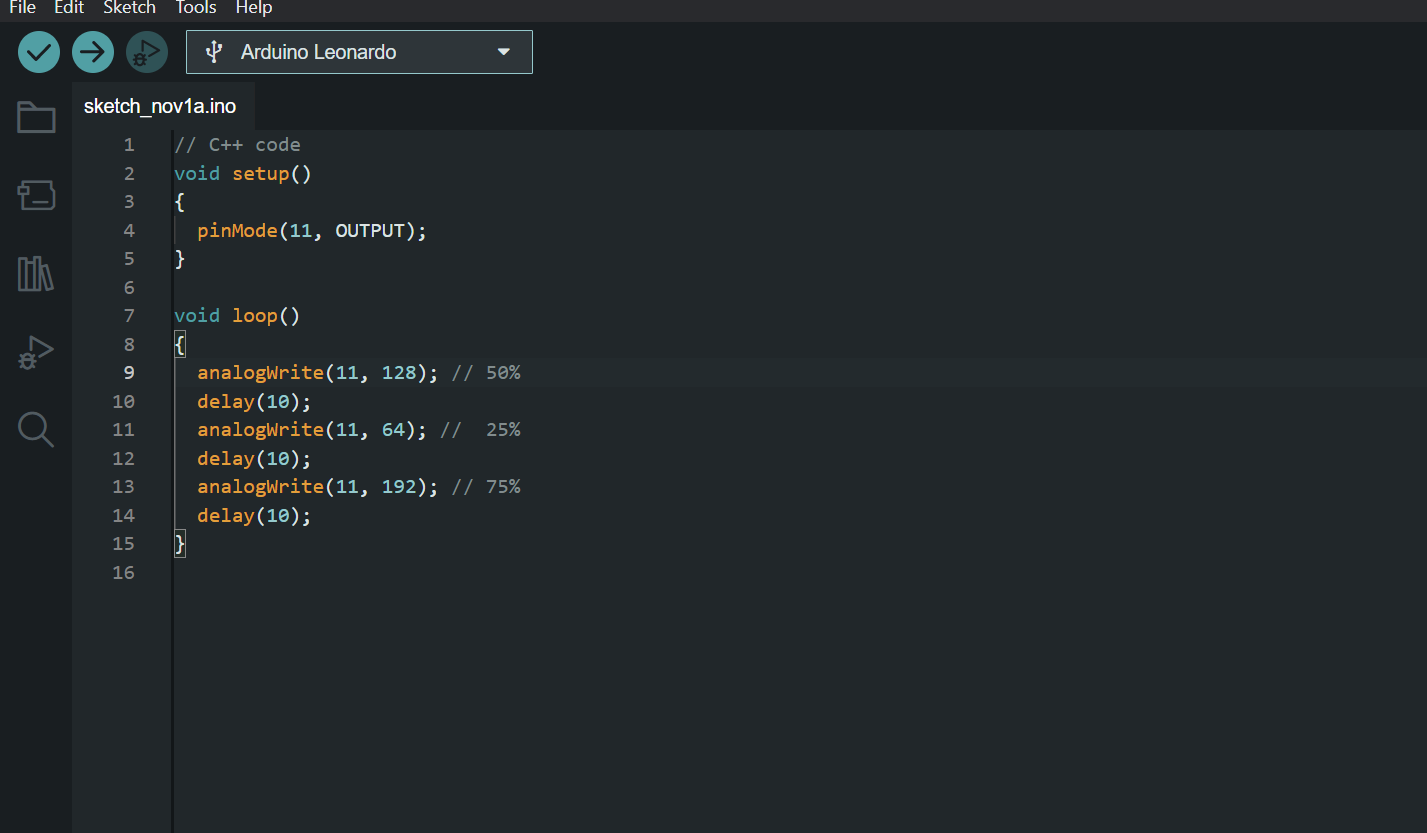 File Edit Sketch Tools Help
Arduino Leonardo
sketch_nov1a.ino
1 // C++ code
2 void setup()
3 {
4   pinMode(11, OUTPUT);
5 }
6
7 void loop()
8 {
9   analogWrite(11, 128); // 50%
10   delay(10);
11   analogWrite(11, 64); //  25%
12   delay(10);
13   analogWrite(11, 192); // 75%
14   delay(10);
15 }
16